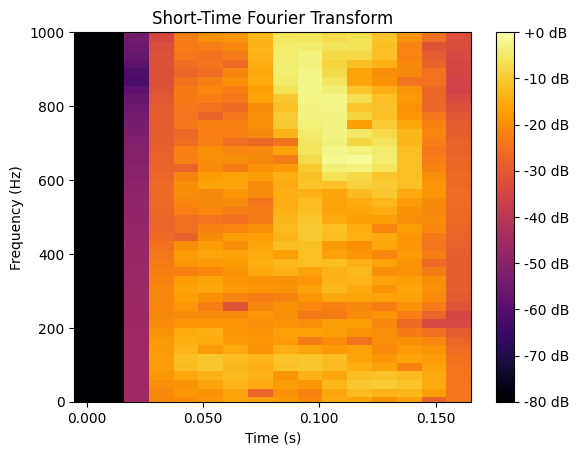 Short-Time Fourier Transform
Frequency (Hz)
1000
800
600
400
200
0
0.000
0.050
0.100
0.150
Time (s)
+0 dB
-10 dB
-20 dB
-30 dB
-40 dB
-50 dB
-60 dB
-70 dB
-80 dB